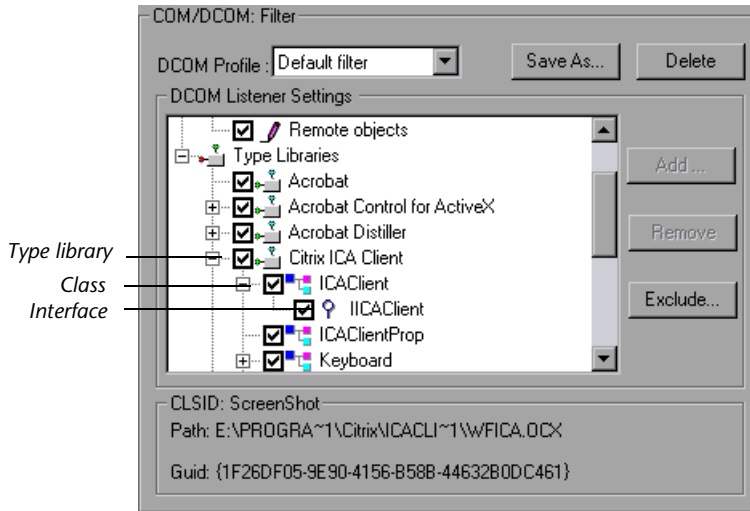 COM/DCOM: Filter
DCOM Profile : Default filter Save As... Delete
DCOM Listener Settings
Remote objects
Type Libraries
Acrobat
Add ...
Acrobat Control for ActiveX
Acrobat Distiller
Remove
Type library Citrix ICA Client
Class ICAClient
Interface IICAClient
Exclude...
ICAClientProp
Keyboard
CLSID: ScreenShot
Path: E:\PROGRA~1\Citrix\ICACLI~1\WFICA.OCX
Guid: {1F26DF05-9E90-4156-B58B-44632B0DC461}